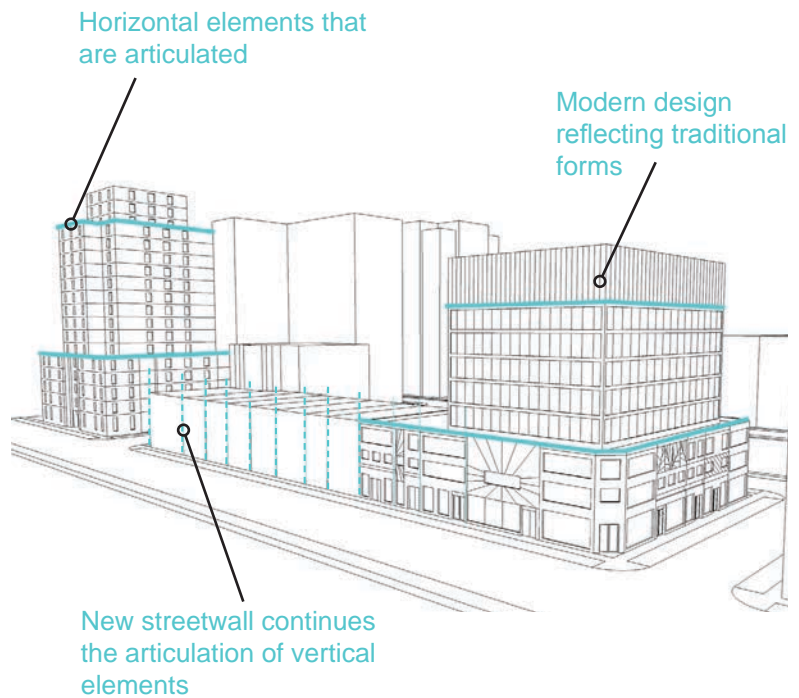 Horizontal elements that
are articulated
Modern design
reflecting traditional
forms
New streetwall continues
the articulation of vertical
elements